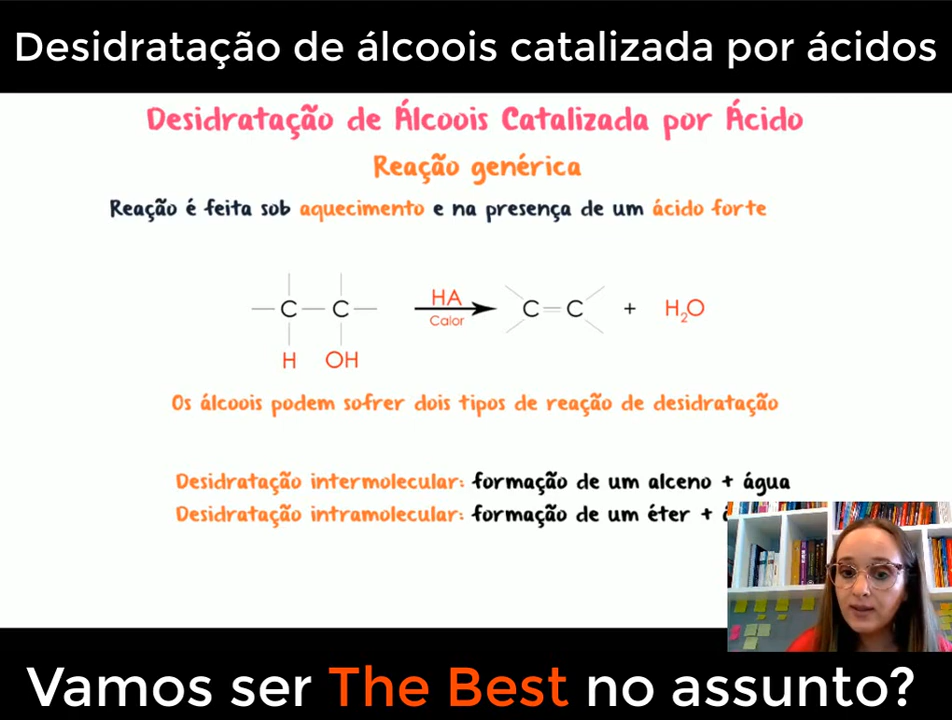 Desidratação de álcoois catalizada por ácidos
Desidratação de Álcoois Catalizada por Ácido
Reação genérica
Reação é feita sob aquecimento e na presença de um ácido forte
C C HA C C + H₂O
Calor
H OH
Os álcoois podem sofrer dois tipos de reação de desidratação
Desidratação intermolecular: formação de um alceno + água
Desidratação intramolecular: formação de um éter +
Vamos ser The Best no assunto?